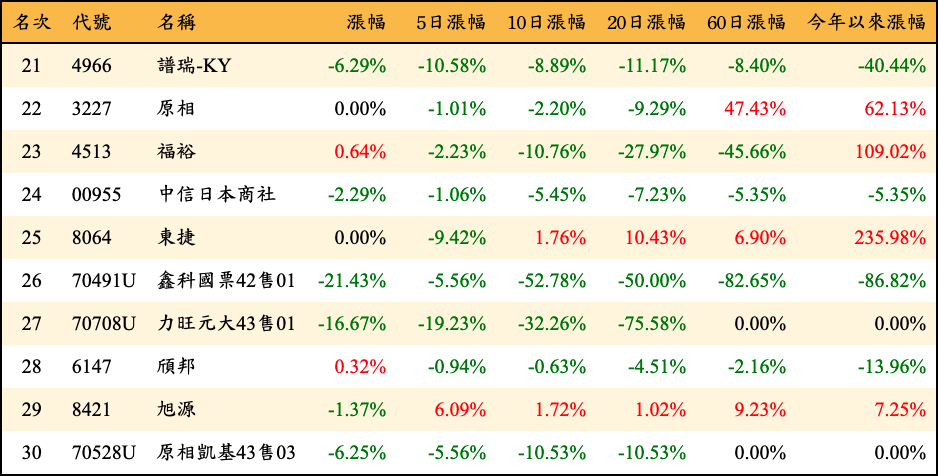 名次 代號 名稱 漲幅 5日漲幅 10日漲幅 20日漲幅 60日漲幅 今年以來漲幅
21 4966 譜瑞-KY -6.29% -10.58% -8.89% -11.17% -8.40% -40.44%
22 3227 原相 0.00% -1.01% -2.20% -9.29% 47.43% 62.13%
23 4513 福裕 0.64% -2.23% -10.76% -27.97% -45.66% 109.02%
24 00955 中信日本商社 -2.29% -1.06% -5.45% -7.23% -5.35% -5.35%
25 8064 東捷 0.00% -9.42% 1.76% 10.43% 6.90% 235.98%
26 70491U 鑫科國票42售01 -21.43% -5.56% -52.78% -50.00% -82.65% -86.82%
27 70708U 力旺元大43售01 -16.67% -19.23% -32.26% -75.58% 0.00% 0.00%
28 6147 頎邦 0.32% -0.94% -0.63% -4.51% -2.16% -13.96%
29 8421 旭源 -1.37% 6.09% 1.72% 1.02% 9.23% 7.25%
30 70528U 原相凱基43售03 -6.25% -5.56% -10.53% -10.53% 0.00% 0.00%